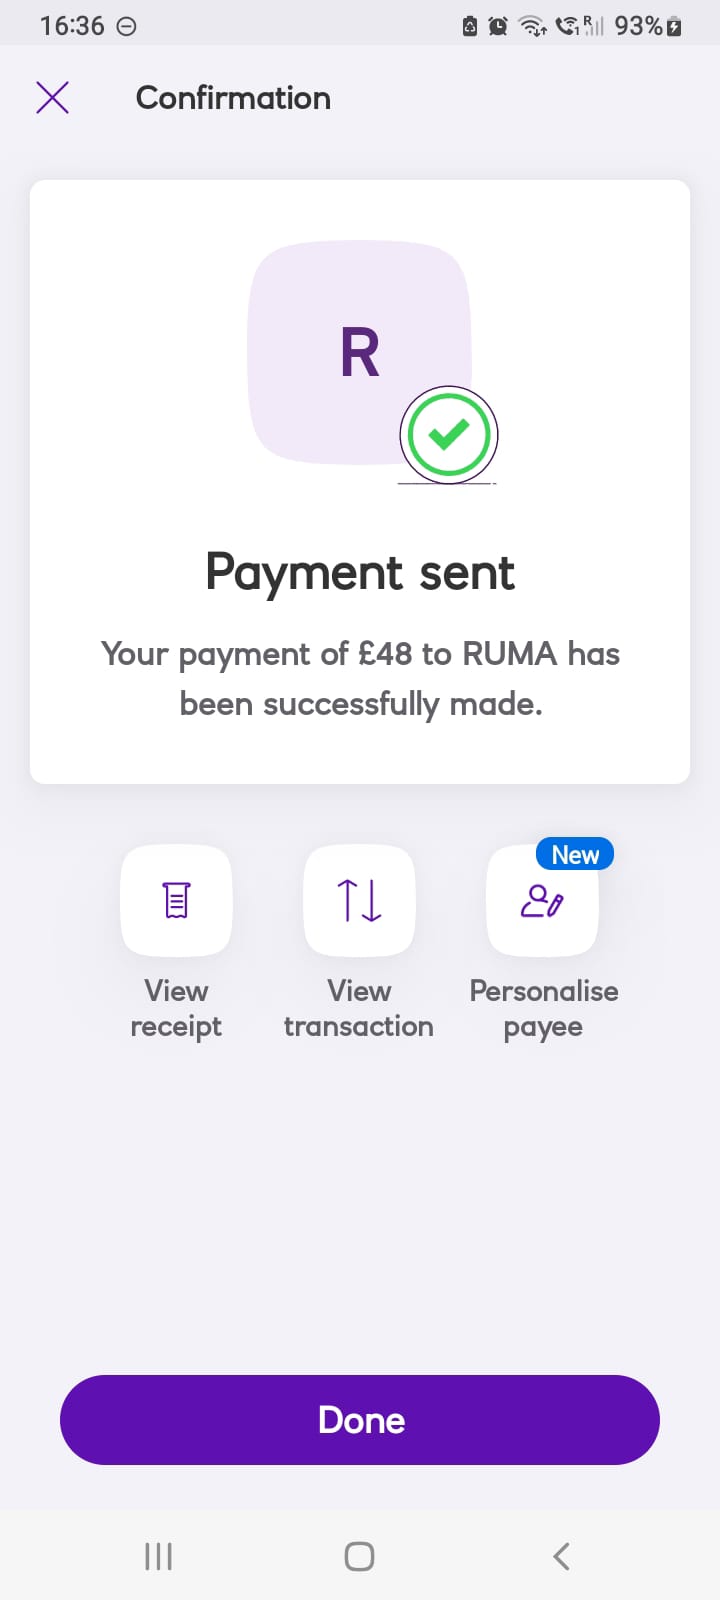 16:36
R
93%
Confirmation
R
Payment sent
Your payment of £48 to RUMA has
been successfully made.
New
View
receipt
View
transaction
Personalise
payee
Done